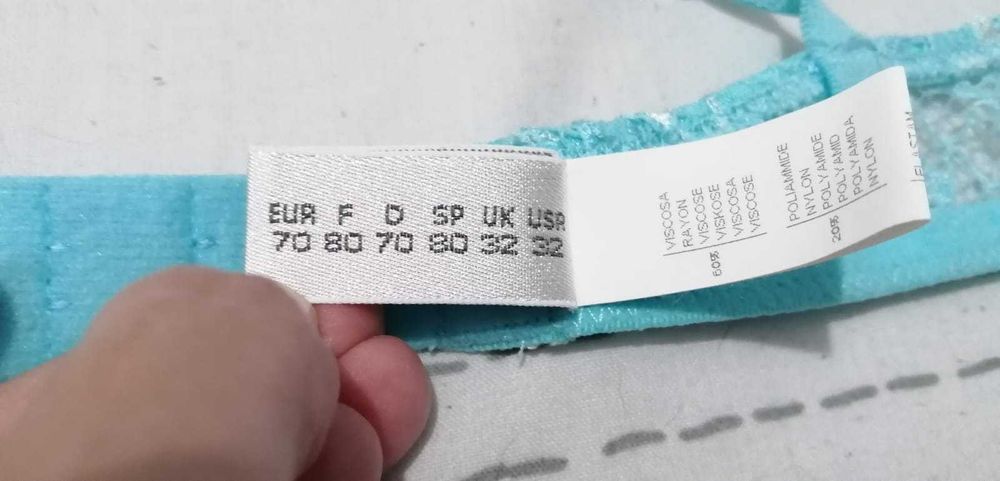 EUR F D SP UK USA
70 80 70 80 32 32
VISCOSA
RAYON
VISCOSE
60% VISKOSE
VISCOSA
VISCOSE
POLIAMMIDE
NYLON
POLYAMIDE
20% POLYAMID
POLYAMIDA
NYLON